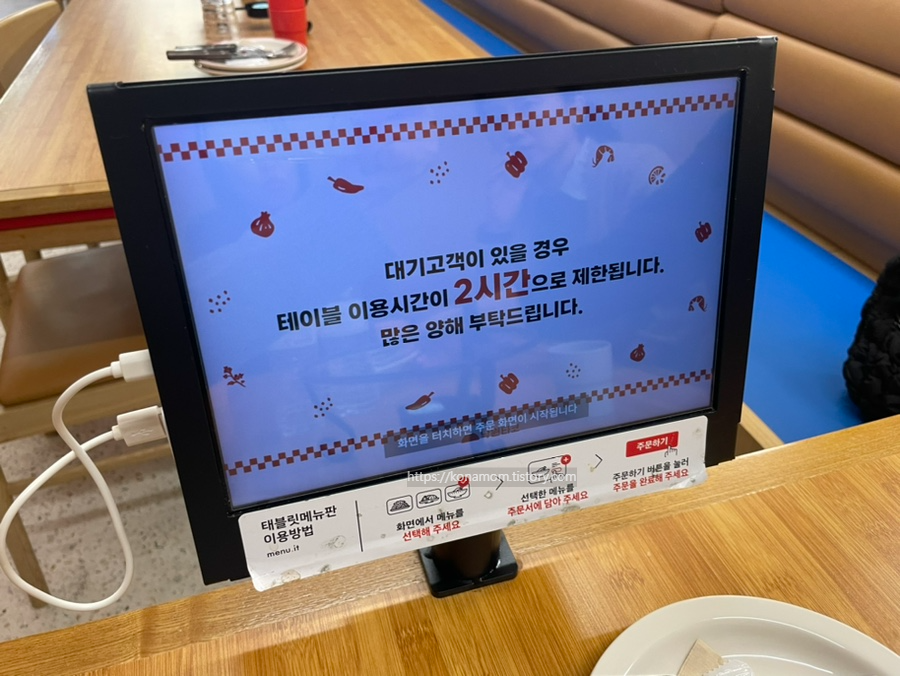 대기고객이 있을 경우
테이블 이용시간이 2시간으로 제한됩니다.
많은 양해 부탁드립니다.
화면을 터치하면 주문 화면이 시작됩니다
https://konamom.tistory.com
태블릿메뉴판
이용방법
menu.it
화면에서 메뉴를
선택해 주세요
선택한 메뉴를
주문서에 담아 주세요
주문하기
주문하기 버튼을 눌러
주문을 완료해 주세요